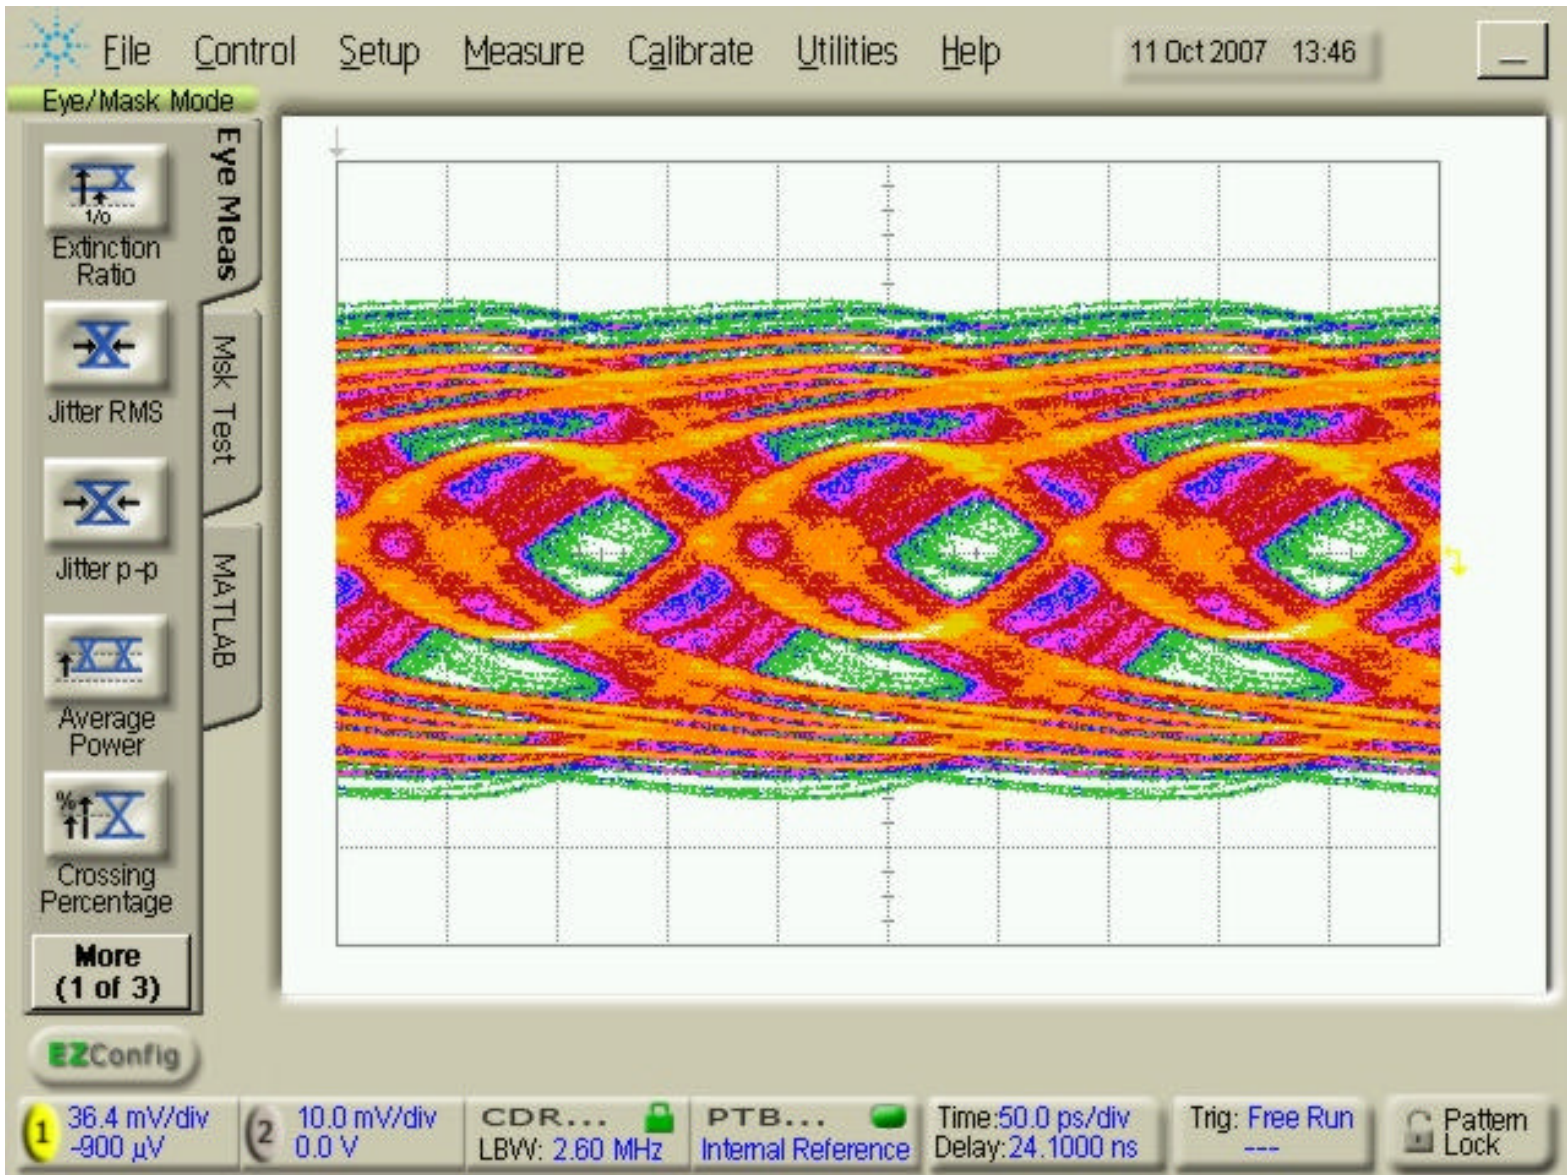 File Control Setup Measure Calibrate Utilities Help 11 Oct 2007 13:46
Eye/Mask Mode
Eye Meas
Msk Test
MATLAB
1/0
Extinction
Ratio
Jitter RMS
Jitter p-p
Average
Power
%
Crossing
Percentage
More
(1 of 3)
EZConfig
1 36.4 mV/div
-900 µV
2 10.0 mV/div
0.0 V
CDR...
LBW: 2.60 MHz
PTB...
Internal Reference
Time:50.0 ps/div
Delay:24.1000 ns
Trig: Free Run
---
Pattern
Lock